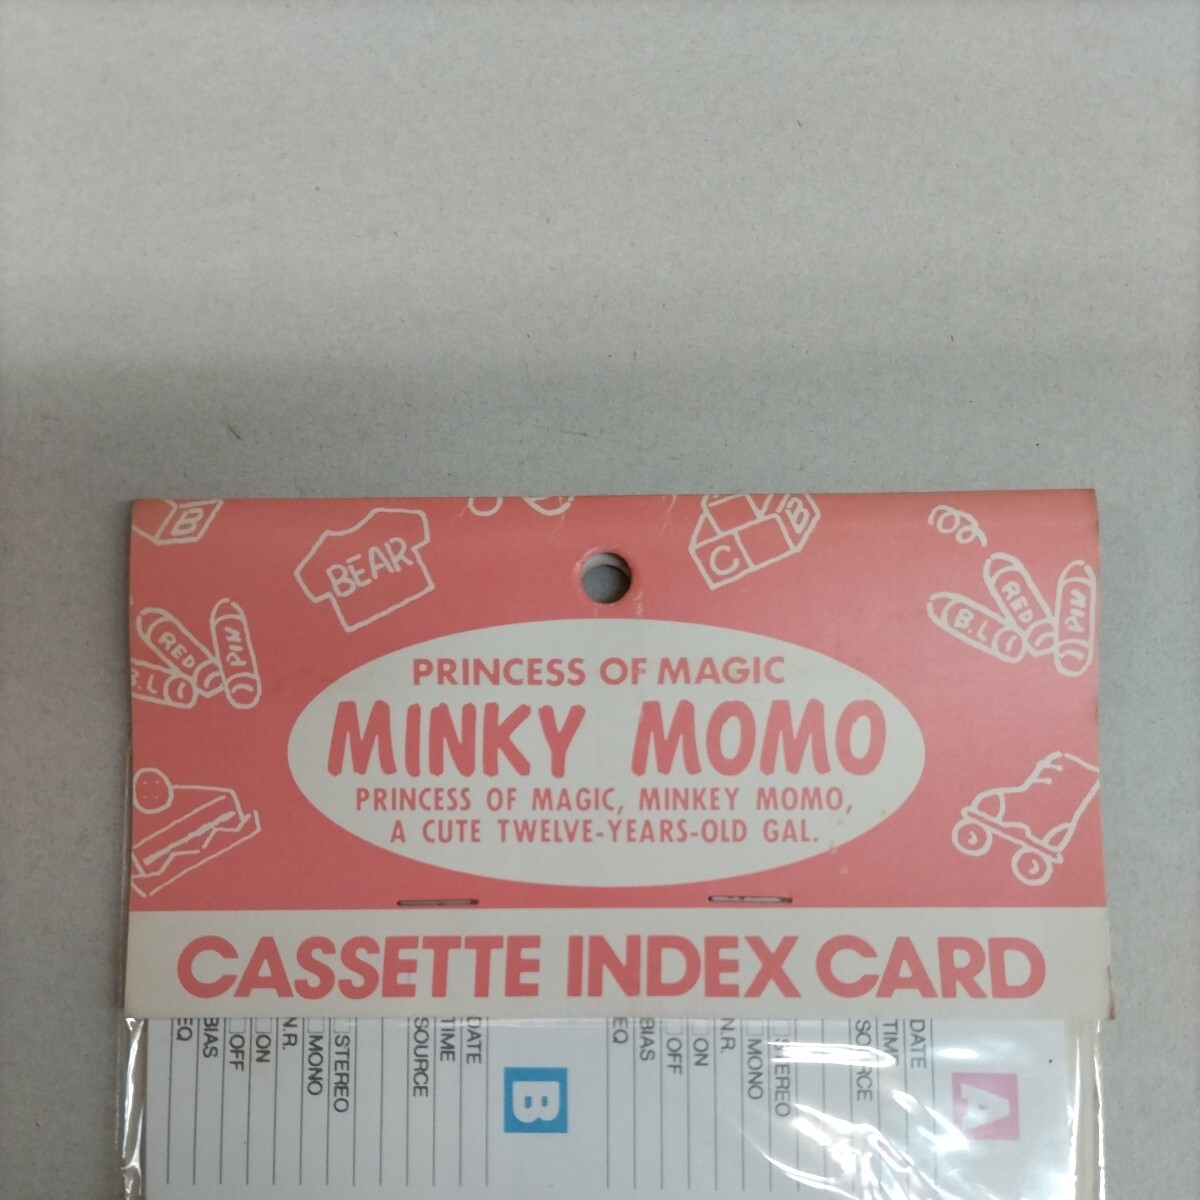 B
BEAR
C
B
RED
PIW
B.L
B.L
RED
PIW
PRINCESS OF MAGIC
MINKY MOMO
PRINCESS OF MAGIC, MINKEY MOMO,
A CUTE TWELVE-YEARS-OLD GAL.
CASSETTE INDEX CARD
A
DATE
TIME
SOURCE
STEREO
MONO
N.R.
ON
OFF
BIAS
EQ
B
DATE
TIME
SOURCE
STEREO
MONO
N.R.
ON
OFF
BIAS
EQ